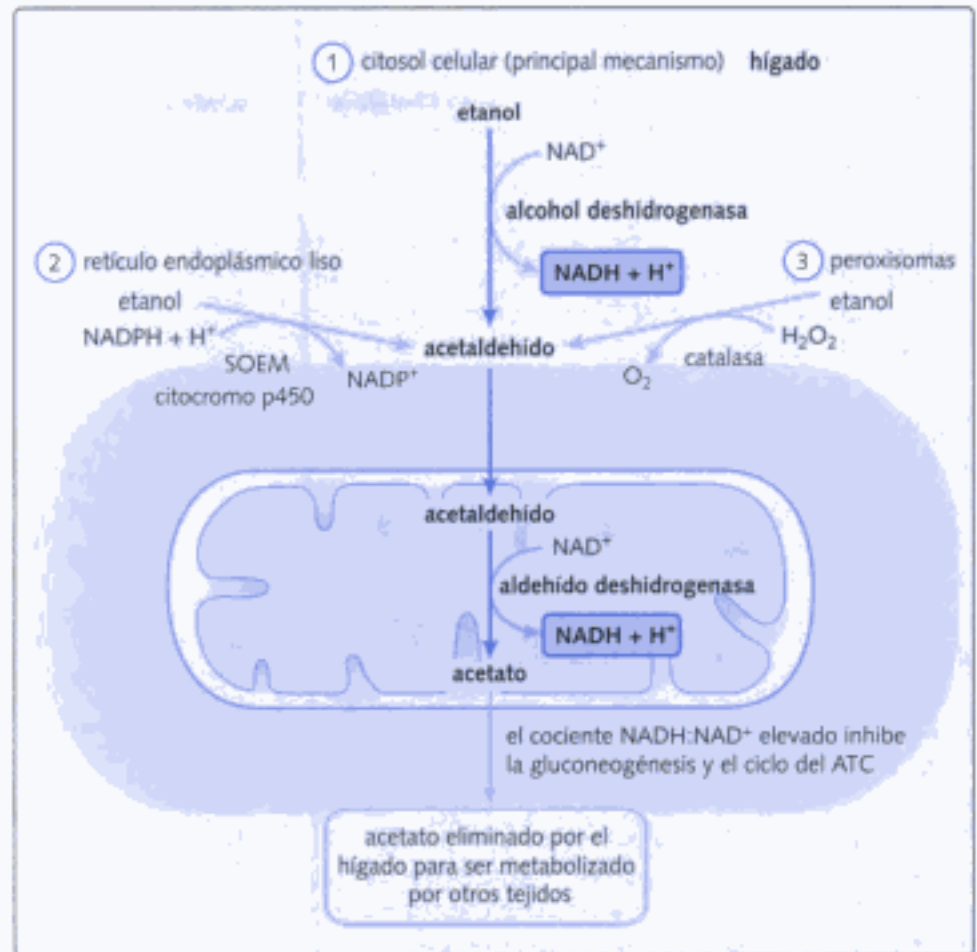 1 citosol celular (principal mecanismo) hígado
etanol
NAD⁺
alcohol deshidrogenasa
NADH + H⁺
2 retículo endoplásmico liso
etanol
NADPH + H⁺
SOEM
citocromo p450
NADP⁺
acetaldehído
3 peroxisomas
etanol
H₂O₂
catalasa
O₂
acetaldehído
NAD⁺
aldehído deshidrogenasa
NADH + H⁺
acetato
el cociente NADH:NAD⁺ elevado inhibe
la gluconeogénesis y el ciclo del ATC
acetato eliminado por el
hígado para ser metabolizado
por otros tejidos